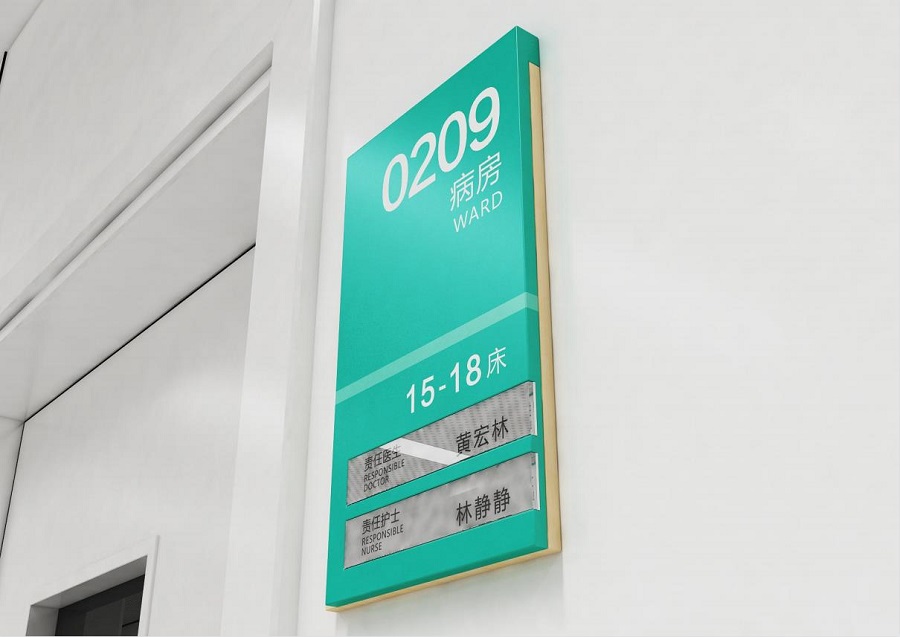 0209
病房
WARD
15-18床
责任医生 黄宏林
RESPONSIBLE
DOCTOR
责任护士 林静静
RESPONSIBLE
NURSE